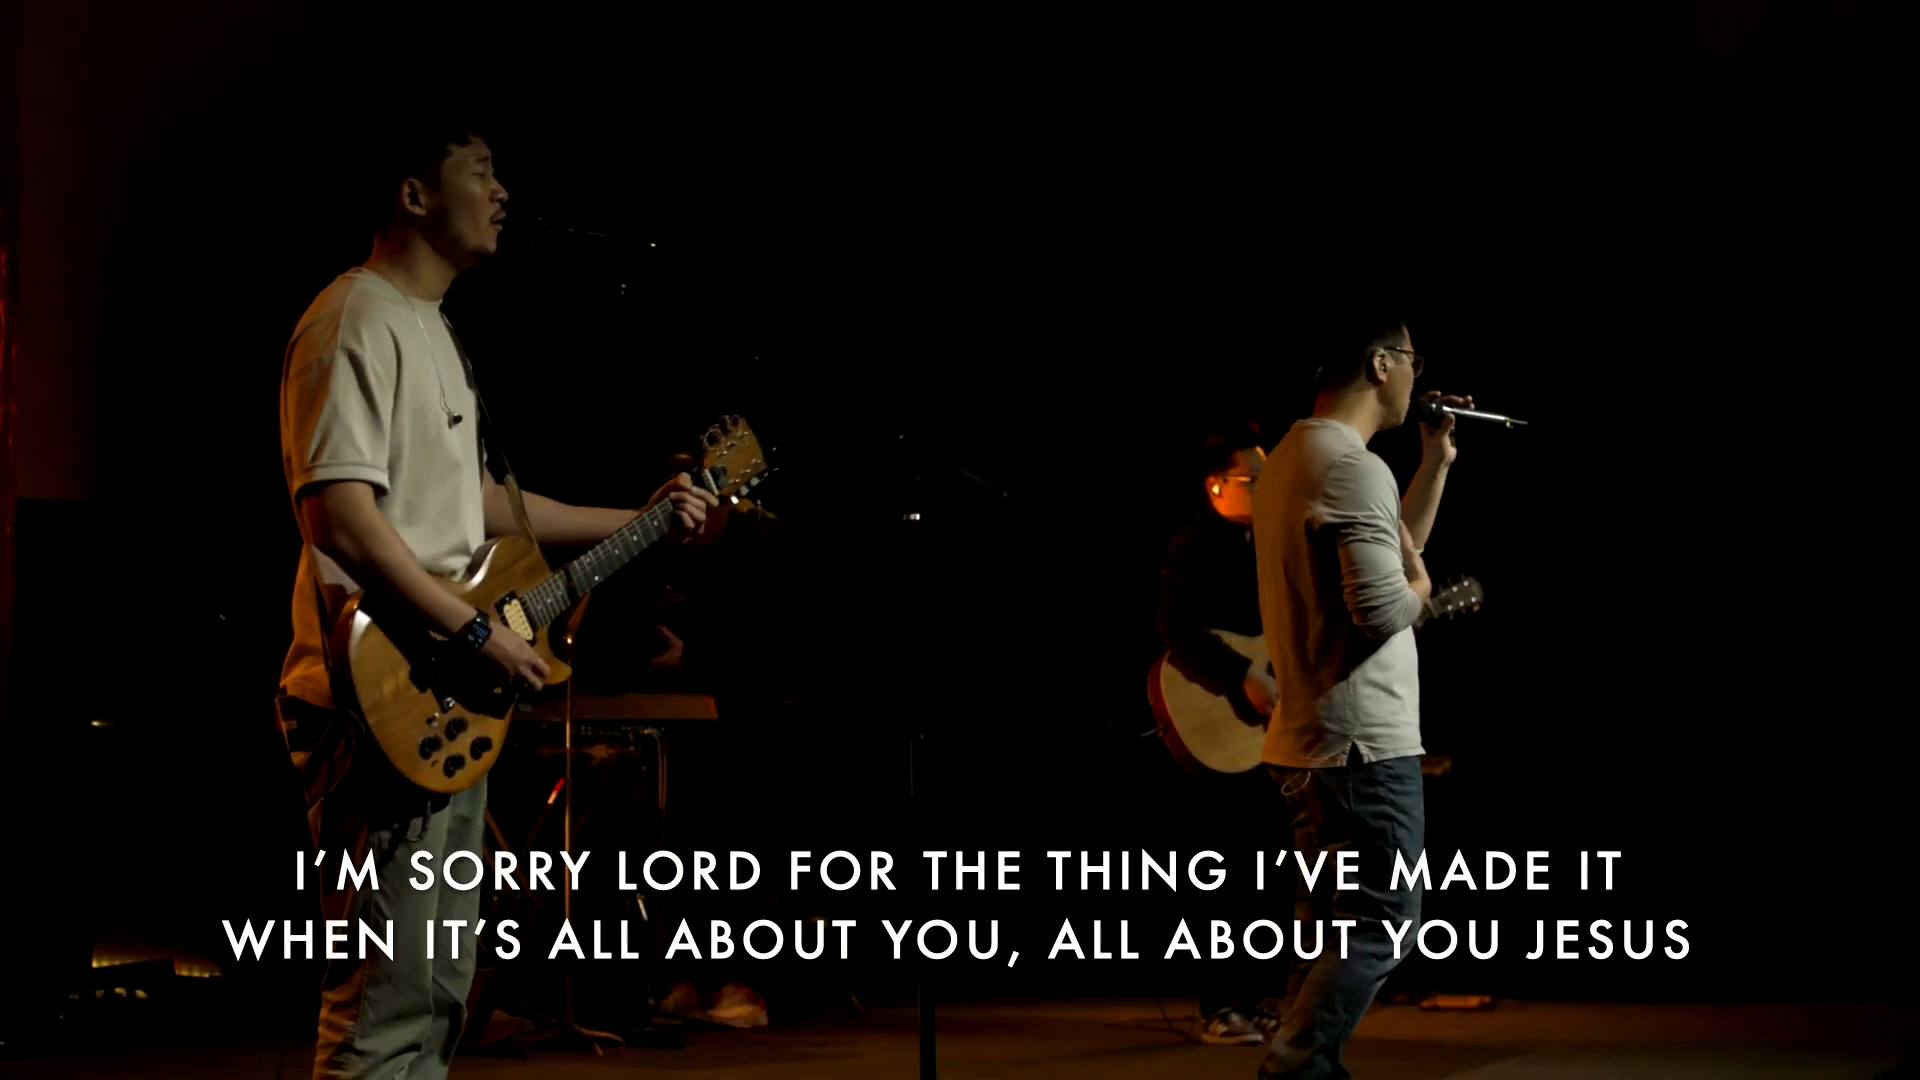 I'M SORRY LORD FOR THE THING I'VE MADE IT
WHEN IT'S ALL ABOUT YOU, ALL ABOUT YOU JESUS